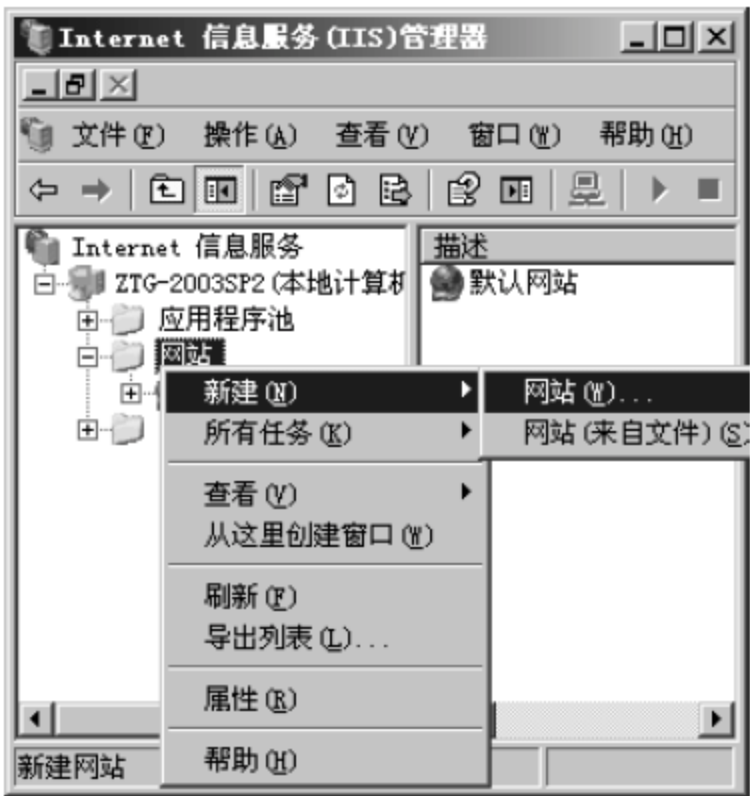 Internet 信息服务(IIS)管理器
文件(F) 操作(A) 查看(V) 窗口(W) 帮助(H)
Internet 信息服务
ZTG-2003SP2(本地计算机
应用程序池
网站
描述
默认网站
新建(N)
所有任务(K)
查看(V)
从这里创建窗口(W)
刷新(F)
导出列表(L)...
属性(R)
帮助(H)
网站(W)...
网站(来自文件)(S)
新建网站